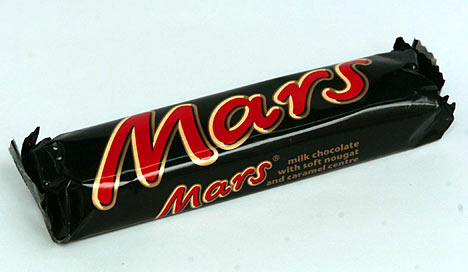 Mars
Mars®
milk chocolate
with soft nougat
and caramel centre